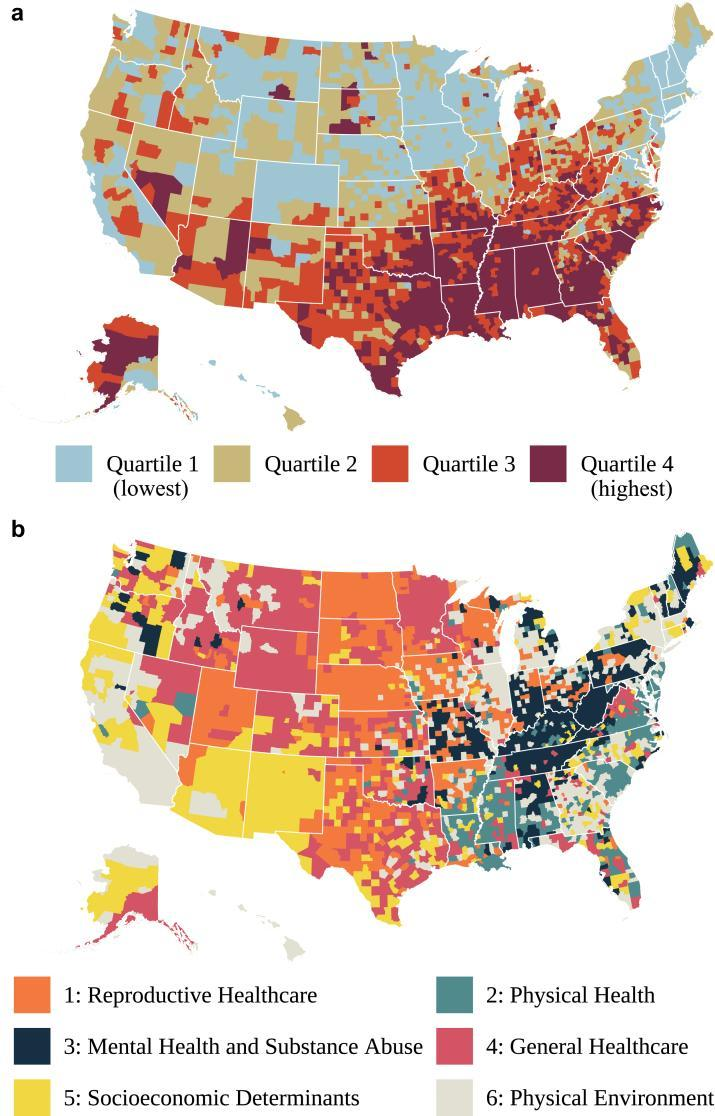 a
Quartile 1 Quartile 2 Quartile 3 Quartile 4
(lowest) (highest)
b
1: Reproductive Healthcare 2: Physical Health
3: Mental Health and Substance Abuse 4: General Healthcare
5: Socioeconomic Determinants 6: Physical Environment